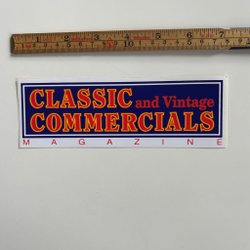 CLASSIC and Vintage
COMMERCIALS
MAGAZINE